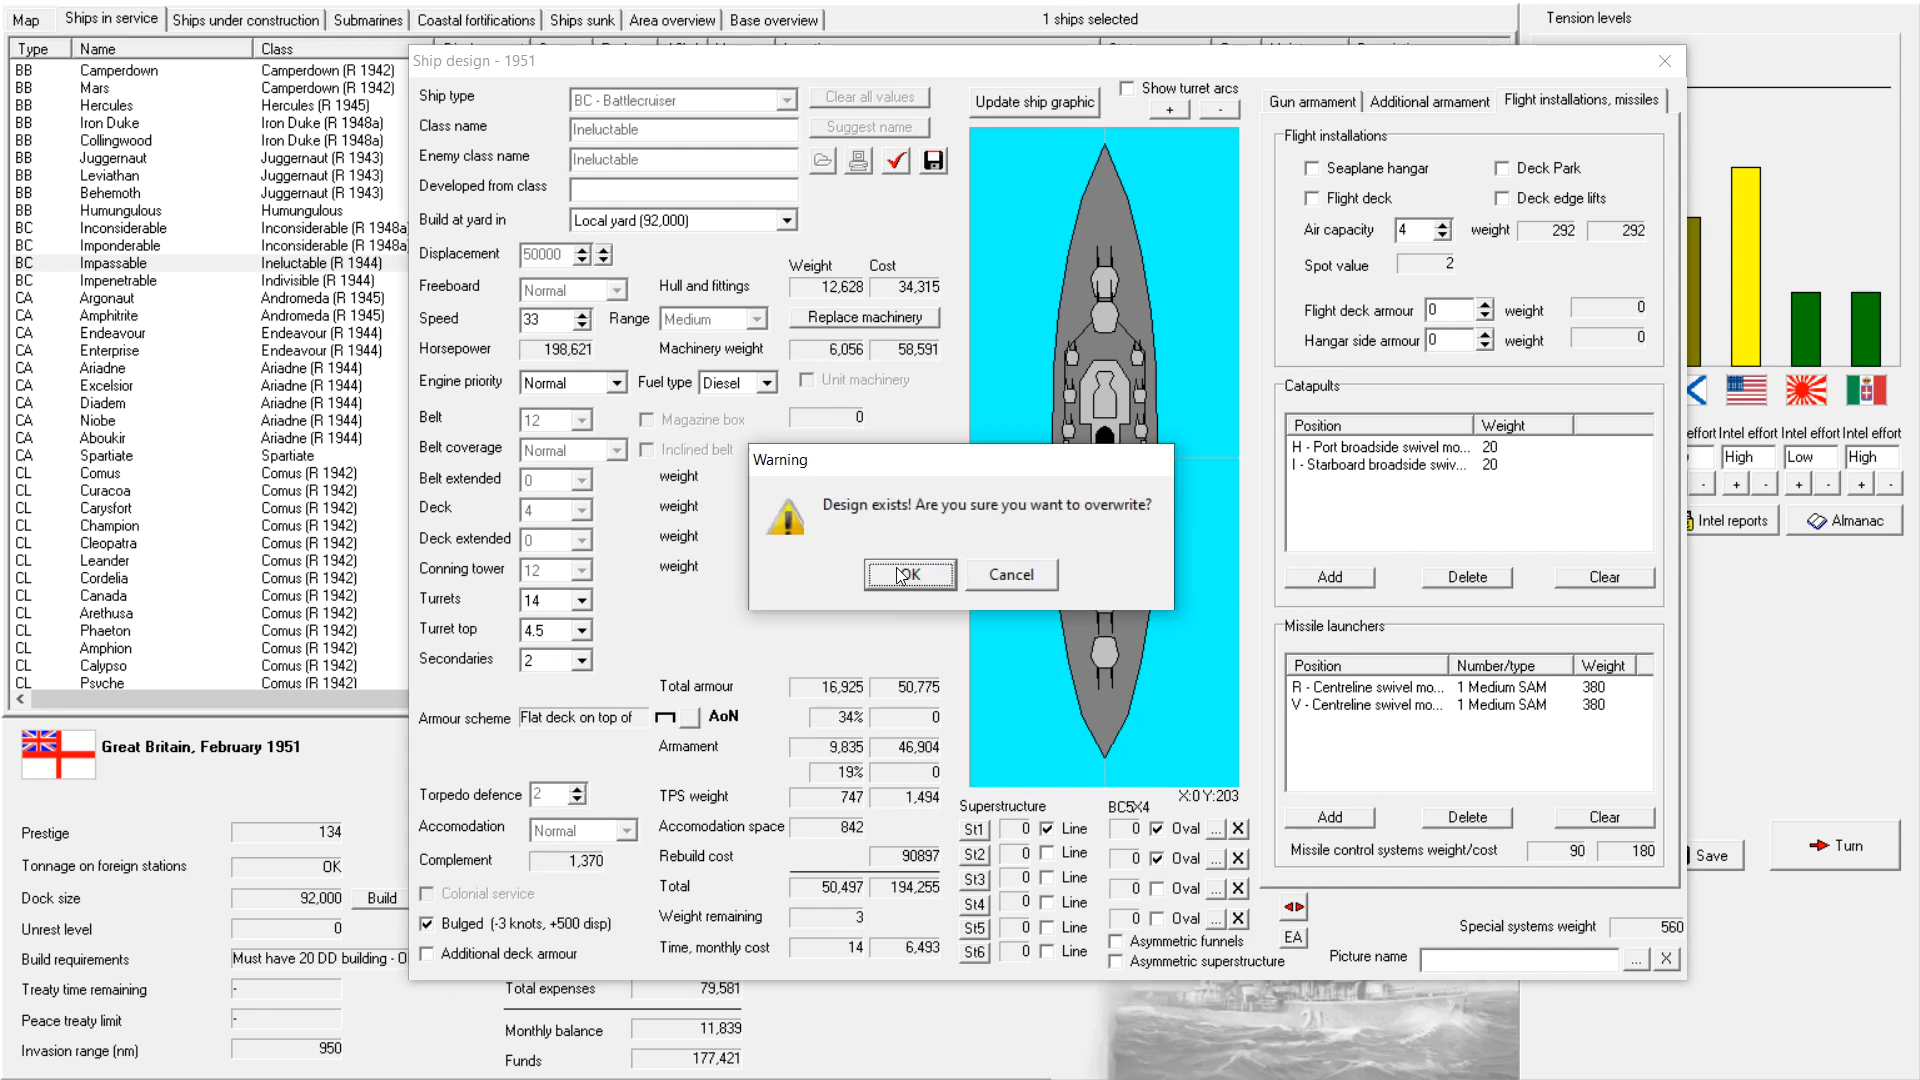 Map
Ships in service
Ships under construction
Submarines
Coastal fortifications
Ships sunk
Area overview
Base overview
1 ships selected
Tension levels
Type Name Class
BB Camperdown Camperdown (R 1942)
BB Mars Camperdown (R 1942)
BB Hercules Hercules (R 1945)
BB Iron Duke Iron Duke (R 1948a)
BB Collingwood Iron Duke (R 1948a)
BB Juggernaut Juggernaut (R 1943)
BB Leviathan Juggernaut (R 1943)
BB Behemoth Juggernaut (R 1943)
BB Humungulous Humungulous
BC Inconsiderable Inconsiderable (R 1948a)
BC Imponderable Inconsiderable (R 1948a)
BC Impassable Ineluctable (R 1944)
BC Impenetrable Indivisible (R 1944)
CA Argonaut Andromeda (R 1945)
CA Amphitrite Andromeda (R 1945)
CA Endeavour Endeavour (R 1944)
CA Enterprise Endeavour (R 1944)
CA Ariadne Ariadne (R 1944)
CA Excelsior Ariadne (R 1944)
CA Diadem Ariadne (R 1944)
CA Niobe Ariadne (R 1944)
CA Aboukir Ariadne (R 1944)
CA Spartiate Spartiate
CL Comus Comus (R 1942)
CL Curacoa Comus (R 1942)
CL Carysfort Comus (R 1942)
CL Champion Comus (R 1942)
CL Cleopatra Comus (R 1942)
CL Leander Comus (R 1942)
CL Cordelia Comus (R 1942)
CL Canada Comus (R 1942)
CL Arethusa Comus (R 1942)
CL Phaeton Comus (R 1942)
CL Amphion Comus (R 1942)
CL Calypso Comus (R 1942)
CL Psyche Comus (R 1942)
Great Britain, February 1951
Prestige 134
Tonnage on foreign stations OK
Dock size 92,000 Build
Unrest level 0
Build requirements Must have 20 DD building - O
Treaty time remaining -
Peace treaty limit -
Invasion range (nm) 950
Total expenses 79,581
Monthly balance 11,839
Funds 177,421
Ship design - 1951
Ship type BC - Battlecruiser Clear all values
Class name Ineluctable Suggest name
Enemy class name Ineluctable
Developed from class
Build at yard in Local yard (92,000)
Displacement 50000
Weight Cost
Freeboard Normal Hull and fittings 12,628 34,315
Speed 33 Range Medium Replace machinery
Horsepower 198,621 Machinery weight 6,056 58,591
Engine priority Normal Fuel type Diesel Unit machinery
Belt 12 Magazine box 0
Belt coverage Normal Inclined belt
Belt extended 0 weight
Deck 4 weight
Deck extended 0 weight
Conning tower 12 weight
Turrets 14
Turret top 4.5
Secondaries 2
Total armour 16,925 50,775
Armour scheme Flat deck on top of AoN 34% 0
Armament 9,835 46,904
19% 0
Torpedo defence 2 TPS weight 747 1,494
Accomodation Normal Accomodation space 842
Complement 1,370 Rebuild cost 90897
Colonial service Total 50,497 194,255
Bulged (-3 knots, +500 disp) Weight remaining 3
Additional deck armour Time, monthly cost 14 6,493
Update ship graphic
Show turret arcs
+ -
X:0 Y:203
Superstructure BC5X4
St1 0 Line 0 Oval ... X
St2 0 Line 0 Oval ... X
St3 0 Line 0 Oval ... X
St4 0 Line 0 Oval ... X
St5 0 Line
St6 0 Line
Asymmetric funnels
Asymmetric superstructure
EA
Warning
Design exists! Are you sure you want to overwrite?
OK Cancel
Gun armament Additional armament Flight installations, missiles
Flight installations
Seaplane hangar Deck Park
Flight deck Deck edge lifts
Air capacity 4 weight 292 292
Spot value 2
Flight deck armour 0 weight 0
Hangar side armour 0 weight 0
Catapults
Position Weight
H - Port broadside swivel mo... 20
I - Starboard broadside swiv... 20
Add Delete Clear
Missile launchers
Position Number/type Weight
R - Centreline swivel mo... 1 Medium SAM 380
V - Centreline swivel mo... 1 Medium SAM 380
Add Delete Clear
Missile control systems weight/cost 90 180
Special systems weight 560
Picture name ... X
effort Intel effort Intel effort Intel effort
High Low High
- + - + - + -
Intel reports Almanac
Save Turn